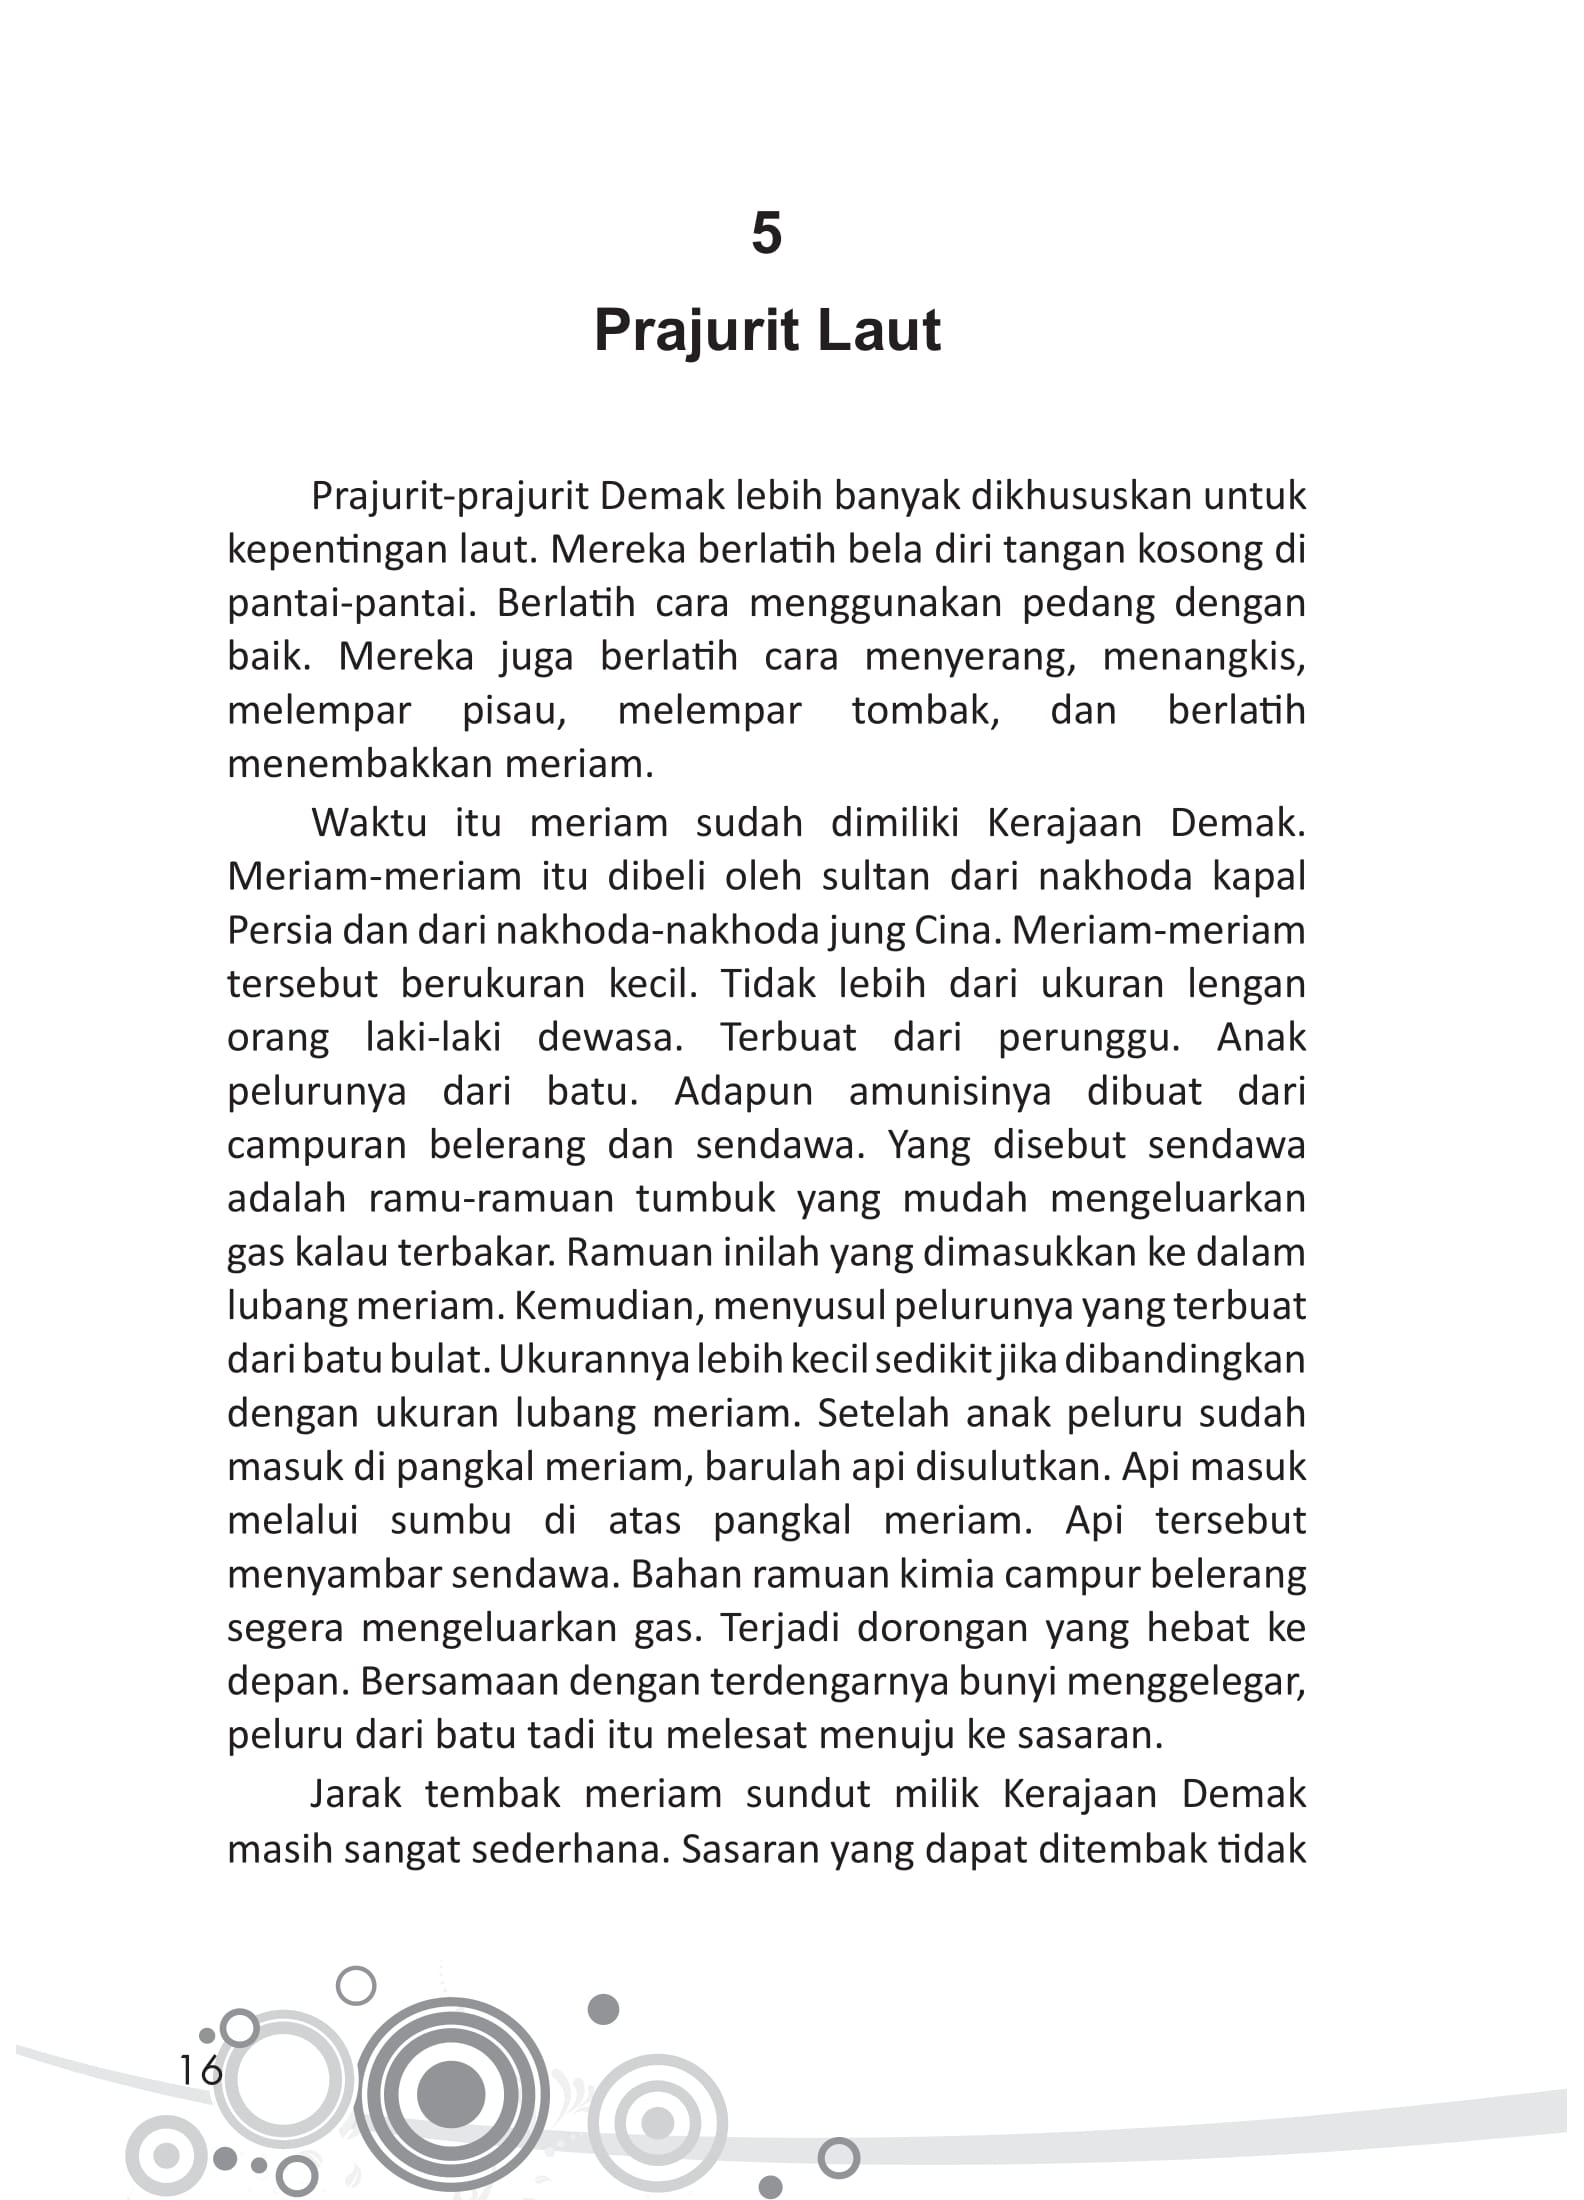 5
Prajurit Laut
Prajurit-prajurit Demak lebih banyak dikhususkan untuk
kepentingan laut. Mereka berlatih bela diri tangan kosong di
pantai-pantai. Berlatih cara menggunakan pedang dengan
baik. Mereka juga berlatih cara menyerang, menangkis,
melempar pisau, melempar tombak, dan berlatih
menembakkan meriam.
Waktu itu meriam sudah dimiliki Kerajaan Demak.
Meriam-meriam itu dibeli oleh sultan dari nakhoda kapal
Persia dan dari nakhoda-nakhoda jung Cina. Meriam-meriam
tersebut berukuran kecil. Tidak lebih dari ukuran lengan
orang laki-laki dewasa. Terbuat dari perunggu. Anak
pelurunya dari batu. Adapun amunisinya dibuat dari
campuran belerang dan sendawa. Yang disebut sendawa
adalah ramu-ramuan tumbuk yang mudah mengeluarkan
gas kalau terbakar. Ramuan inilah yang dimasukkan ke dalam
lubang meriam. Kemudian, menyusul pelurunya yang terbuat
dari batu bulat. Ukurannya lebih kecil sedikit jika dibandingkan
dengan ukuran lubang meriam. Setelah anak peluru sudah
masuk di pangkal meriam, barulah api disulutkan. Api masuk
melalui sumbu di atas pangkal meriam. Api tersebut
menyambar sendawa. Bahan ramuan kimia campur belerang
segera mengeluarkan gas. Terjadi dorongan yang hebat ke
depan. Bersamaan dengan terdengarnya bunyi menggelegar,
peluru dari batu tadi itu melesat menuju ke sasaran.
Jarak tembak meriam sundut milik Kerajaan Demak
masih sangat sederhana. Sasaran yang dapat ditembak tidak
16